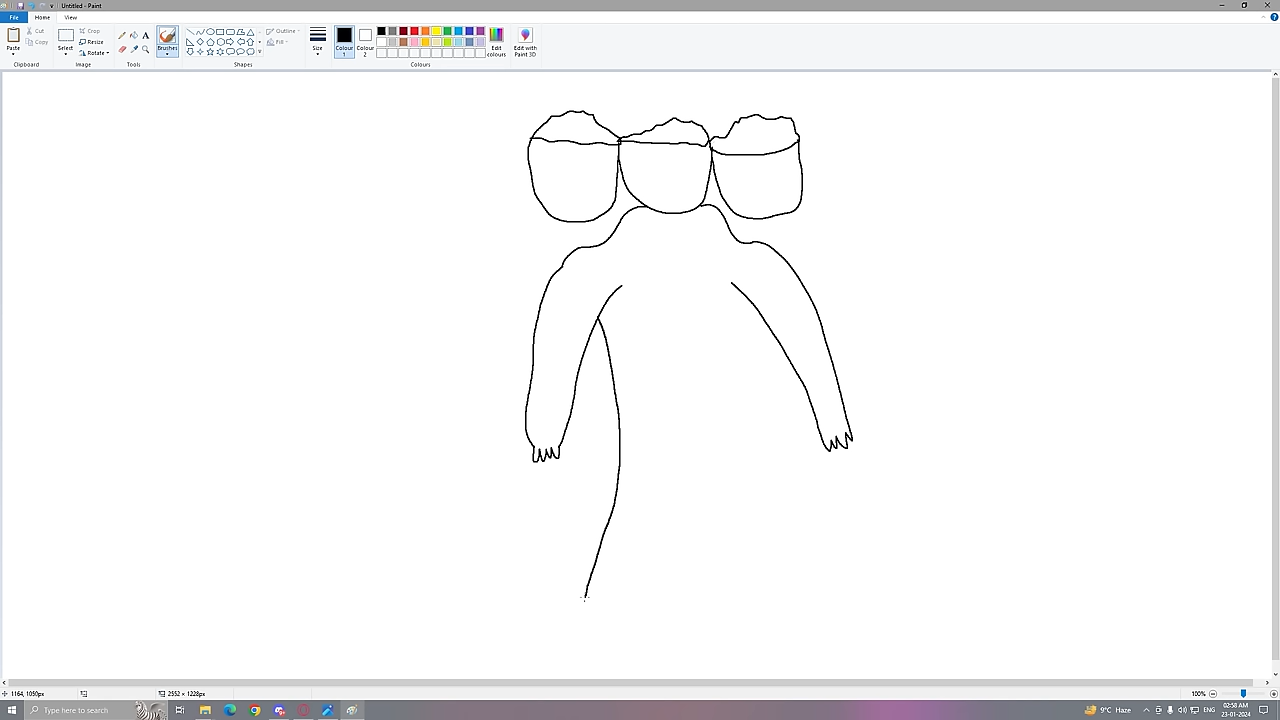 Untitled - Paint
File Home View
Paste Cut Copy Select Crop Resize Rotate Brushes Outline Fill Size Colour 1 Colour 2 Edit colours Edit with Paint 3D
Clipboard Image Tools Shapes Colours
1164, 1050px 2552 × 1228px 100%
Type here to search 9°C Haze ENG 02:58 AM
23-01-2024